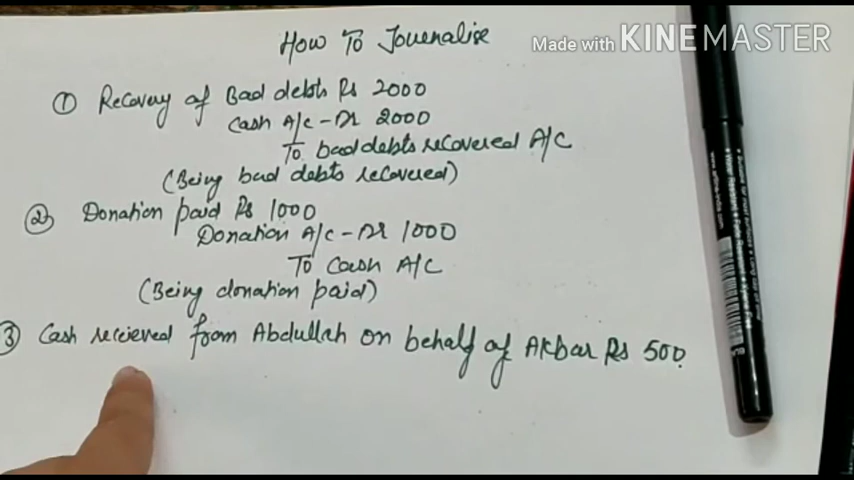 How To Journalise
Made with KINEMASTER
① Recovery of Bad debts Rs 2000
Cash A/c - Dr 2000
To bad debts recovered A/C
(Being bad debts recovered)
② Donation paid Rs 1000
Donation A/c - Dr 1000
To Cash A/C
(Being donation paid)
③ Cash recieved from Abdullah on behalf of Akbar Rs 500.